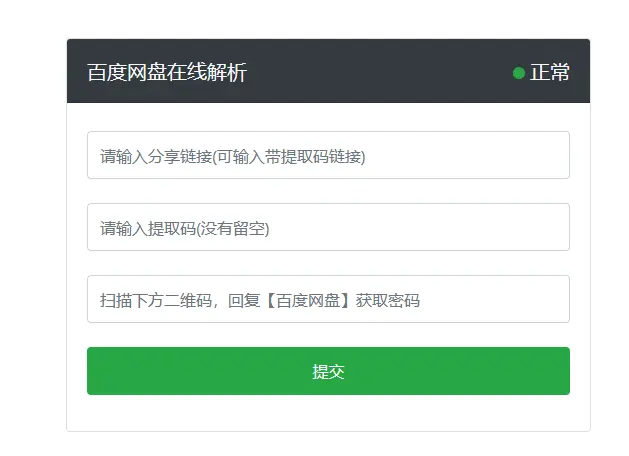 百度网盘在线解析
正常
请输入分享链接(可输入带提取码链接)
请输入提取码(没有留空)
扫描下方二维码，回复【百度网盘】获取密码
提交